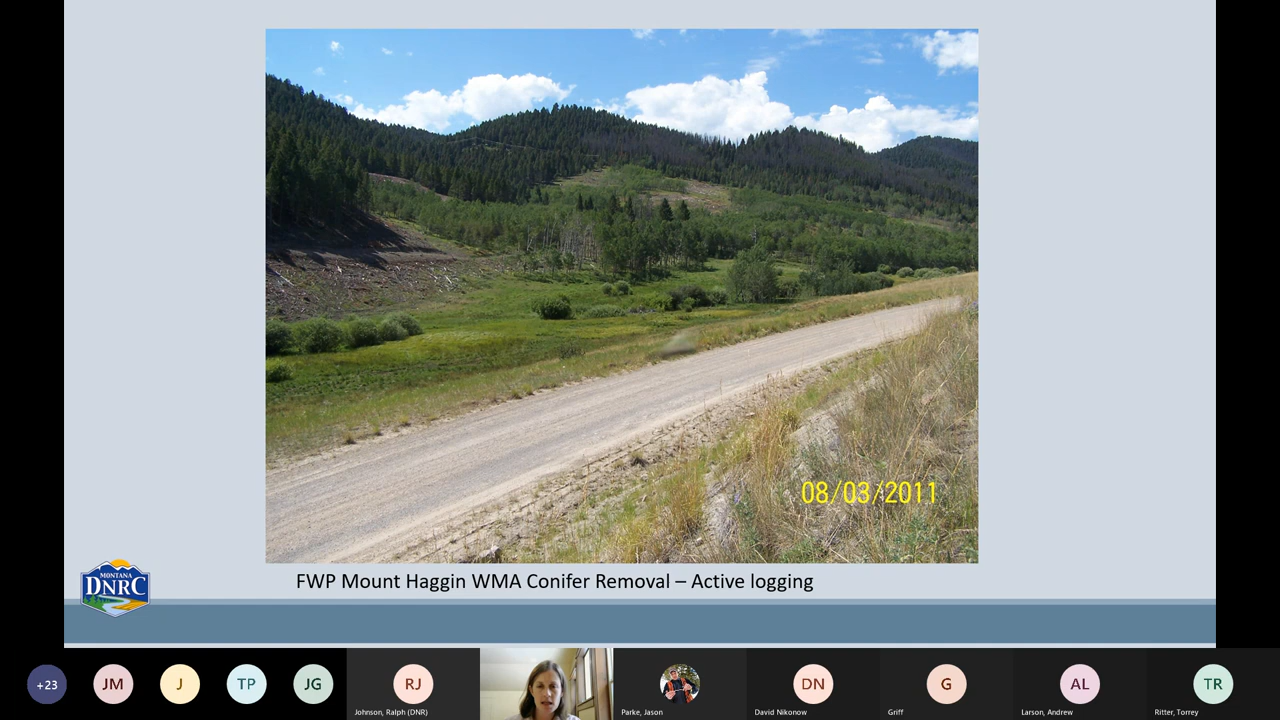 08/03/2011
MONTANA
DNRC
FWP Mount Haggin WMA Conifer Removal – Active logging
+23
JM
J
TP
JG
RJ
DN
G
AL
TR
Johnson, Ralph (DNR)
Parke, Jason
David Nikonow
Griff
Larson, Andrew
Ritter, Torrey